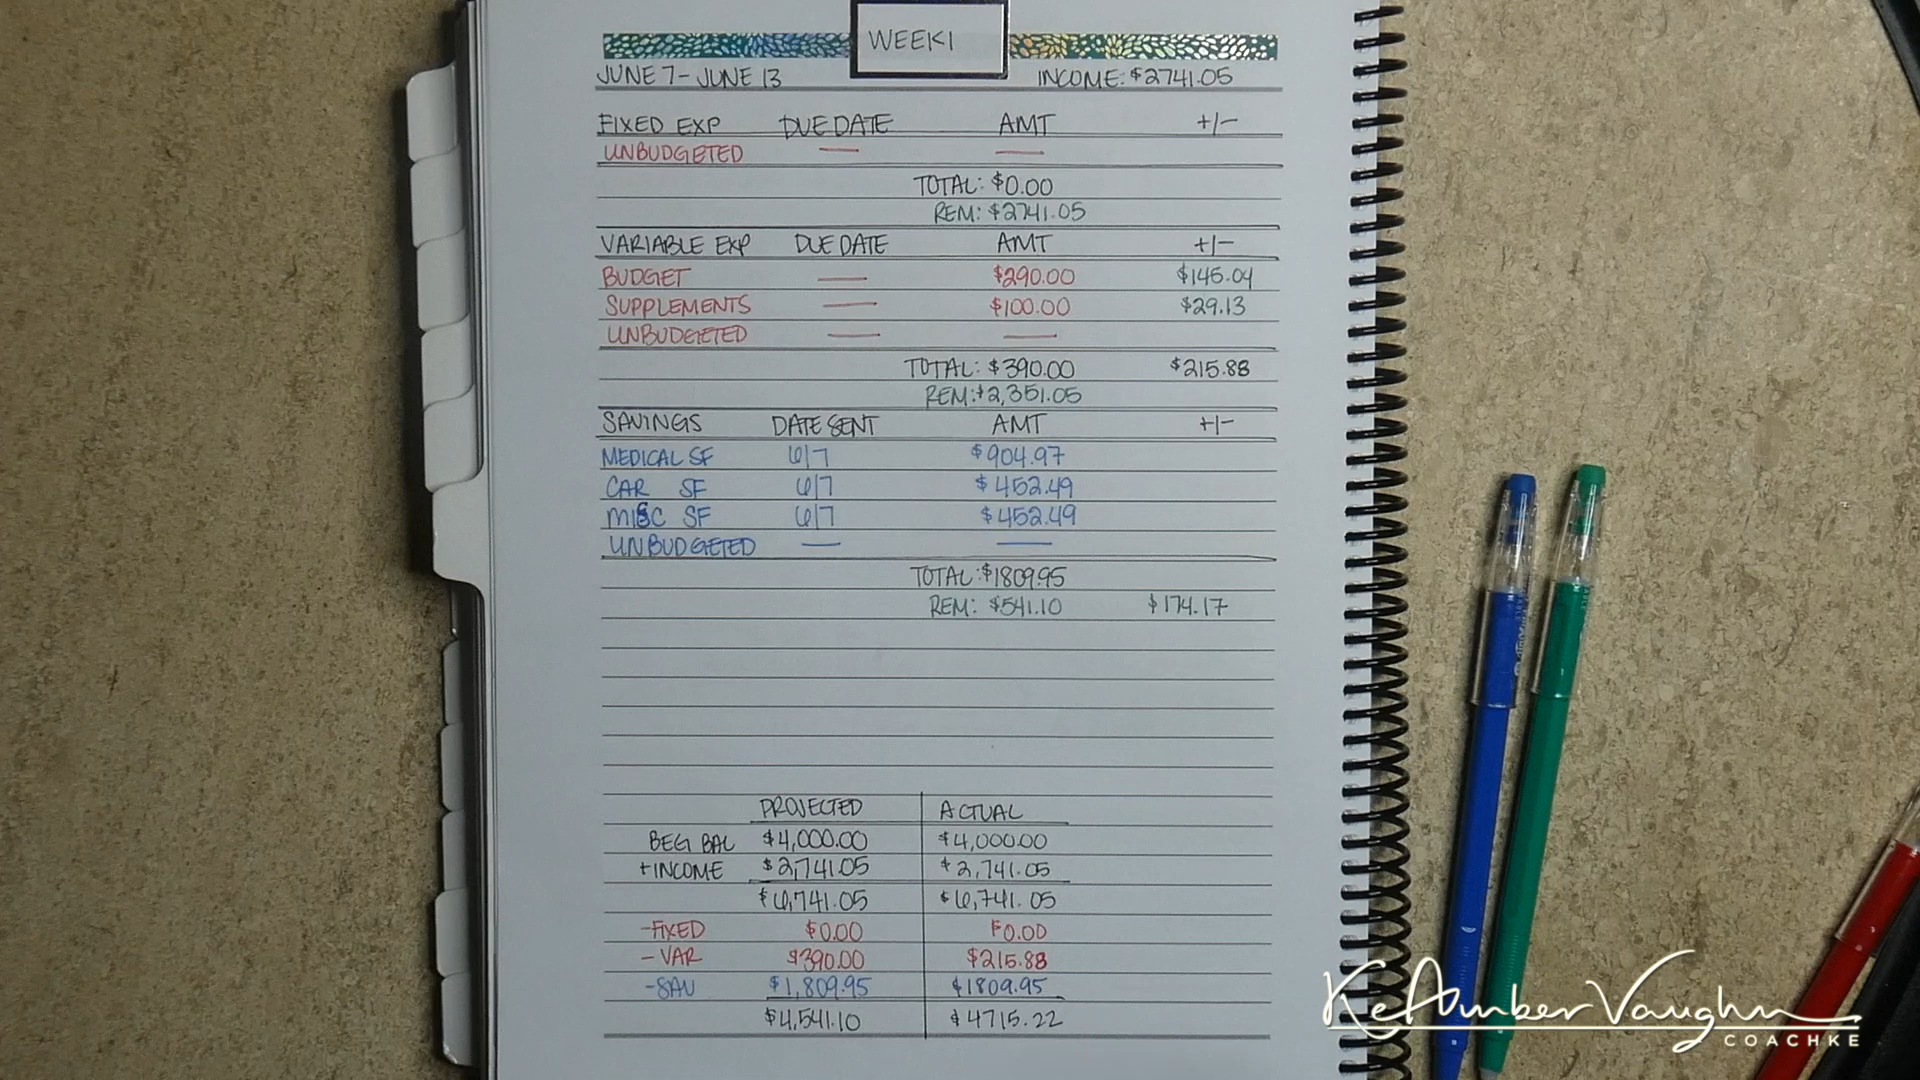 WEEK 1
JUNE 7 - JUNE 13 INCOME: $2741.05
FIXED EXP DUE DATE AMT +/-
UNBUDGETED — —
TOTAL: $0.00
REM: $2741.05
VARIABLE EXP DUE DATE AMT +/-
BUDGET — $290.00 $145.04
SUPPLEMENTS — $100.00 $29.13
UNBUDGETED — —
TOTAL: $390.00 $215.88
REM: $2,351.05
SAVINGS DATE SENT AMT +/-
MEDICAL SF 6/7 $904.97
CAR SF 6/7 $452.49
MISC SF 6/7 $452.49
UNBUDGETED — —
TOTAL: $1809.95
REM: $541.10 $174.17
PROJECTED ACTUAL
BEG BAL $4,000.00 $4,000.00
+INCOME $2,741.05 $2,741.05
$6,741.05 $6,741.05
-FIXED $0.00 $0.00
-VAR $390.00 $215.88
-SAV $1,809.95 $1809.95
$4,541.10 $4715.22
KeAmber Vaughn
COACHKE